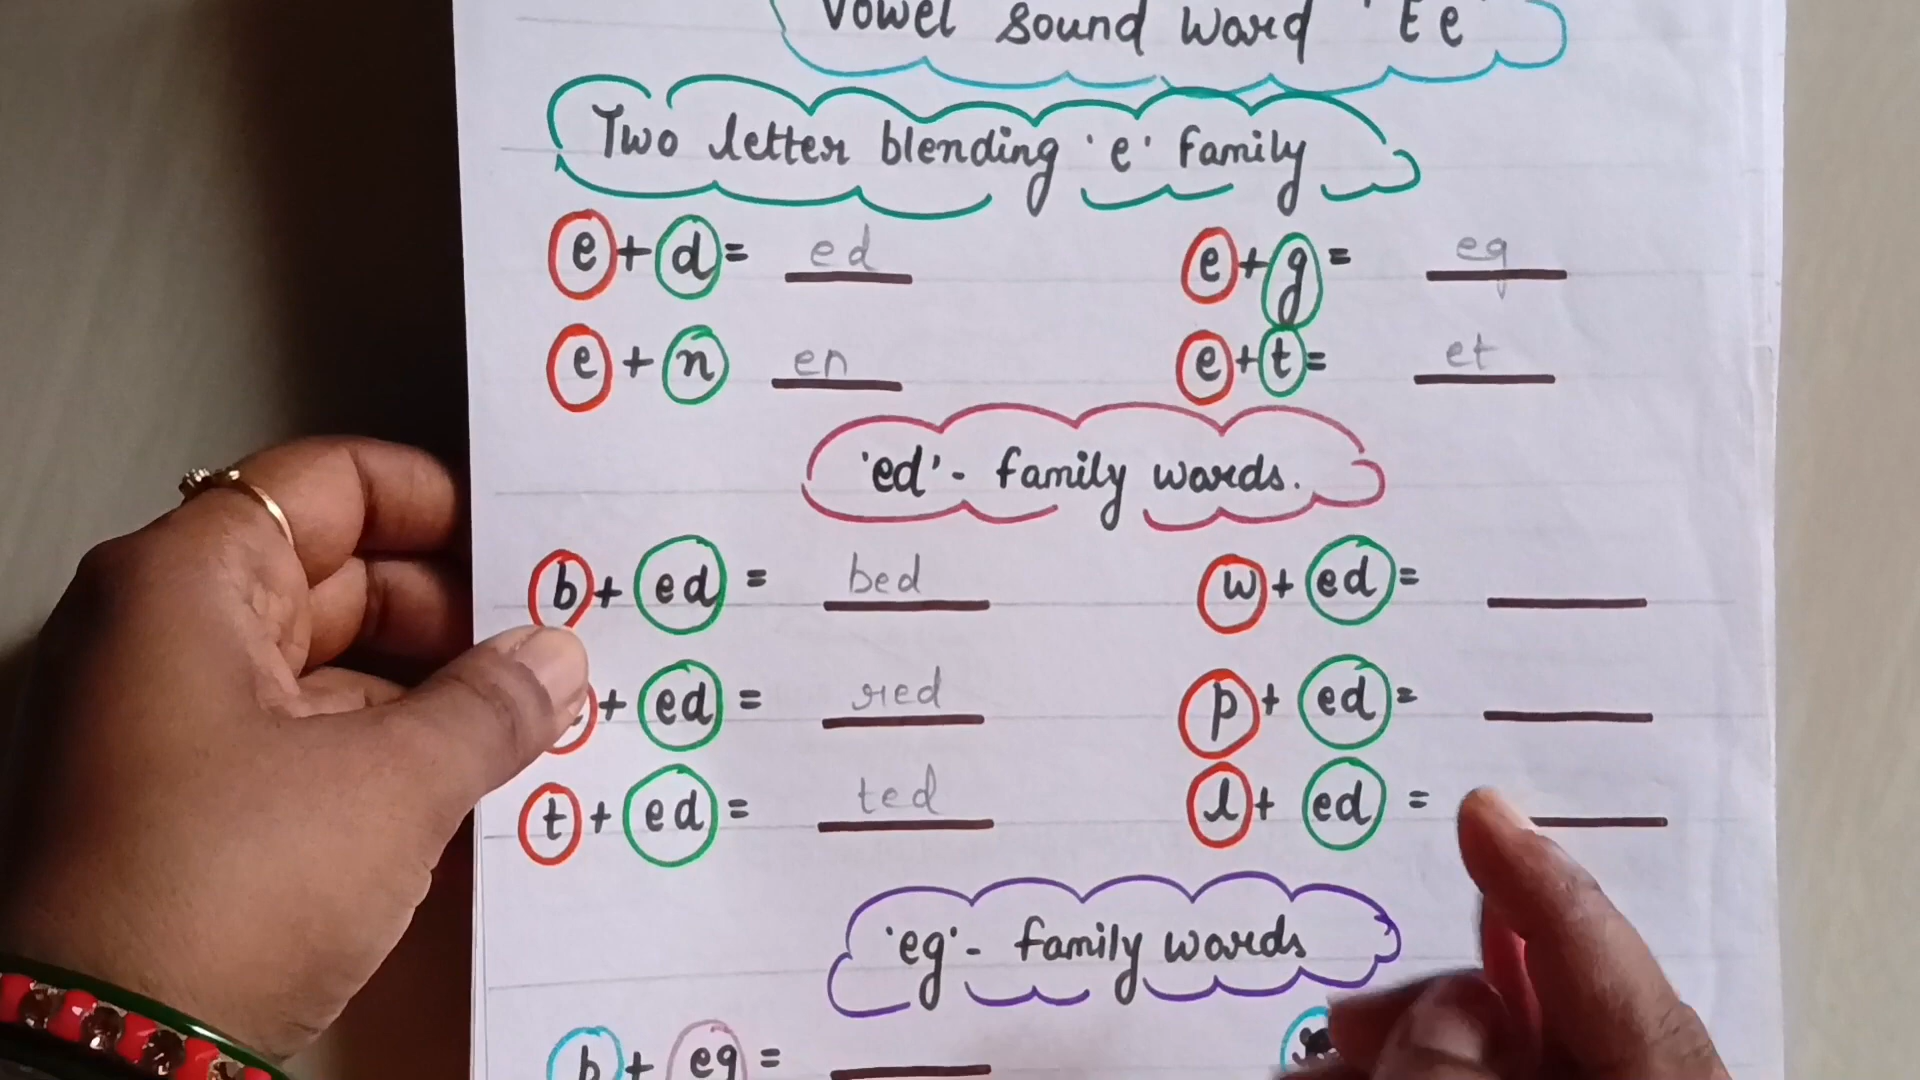 Vowel sound word 'Ee'
Two letter blending 'e' family
e + d = ed
e + g = eg
e + n en
e + t = et
'ed' - family words.
b + ed = bed
w + ed =
+ ed = red
p + ed =
t + ed = ted
l + ed =
'eg' - family words
b + eg =